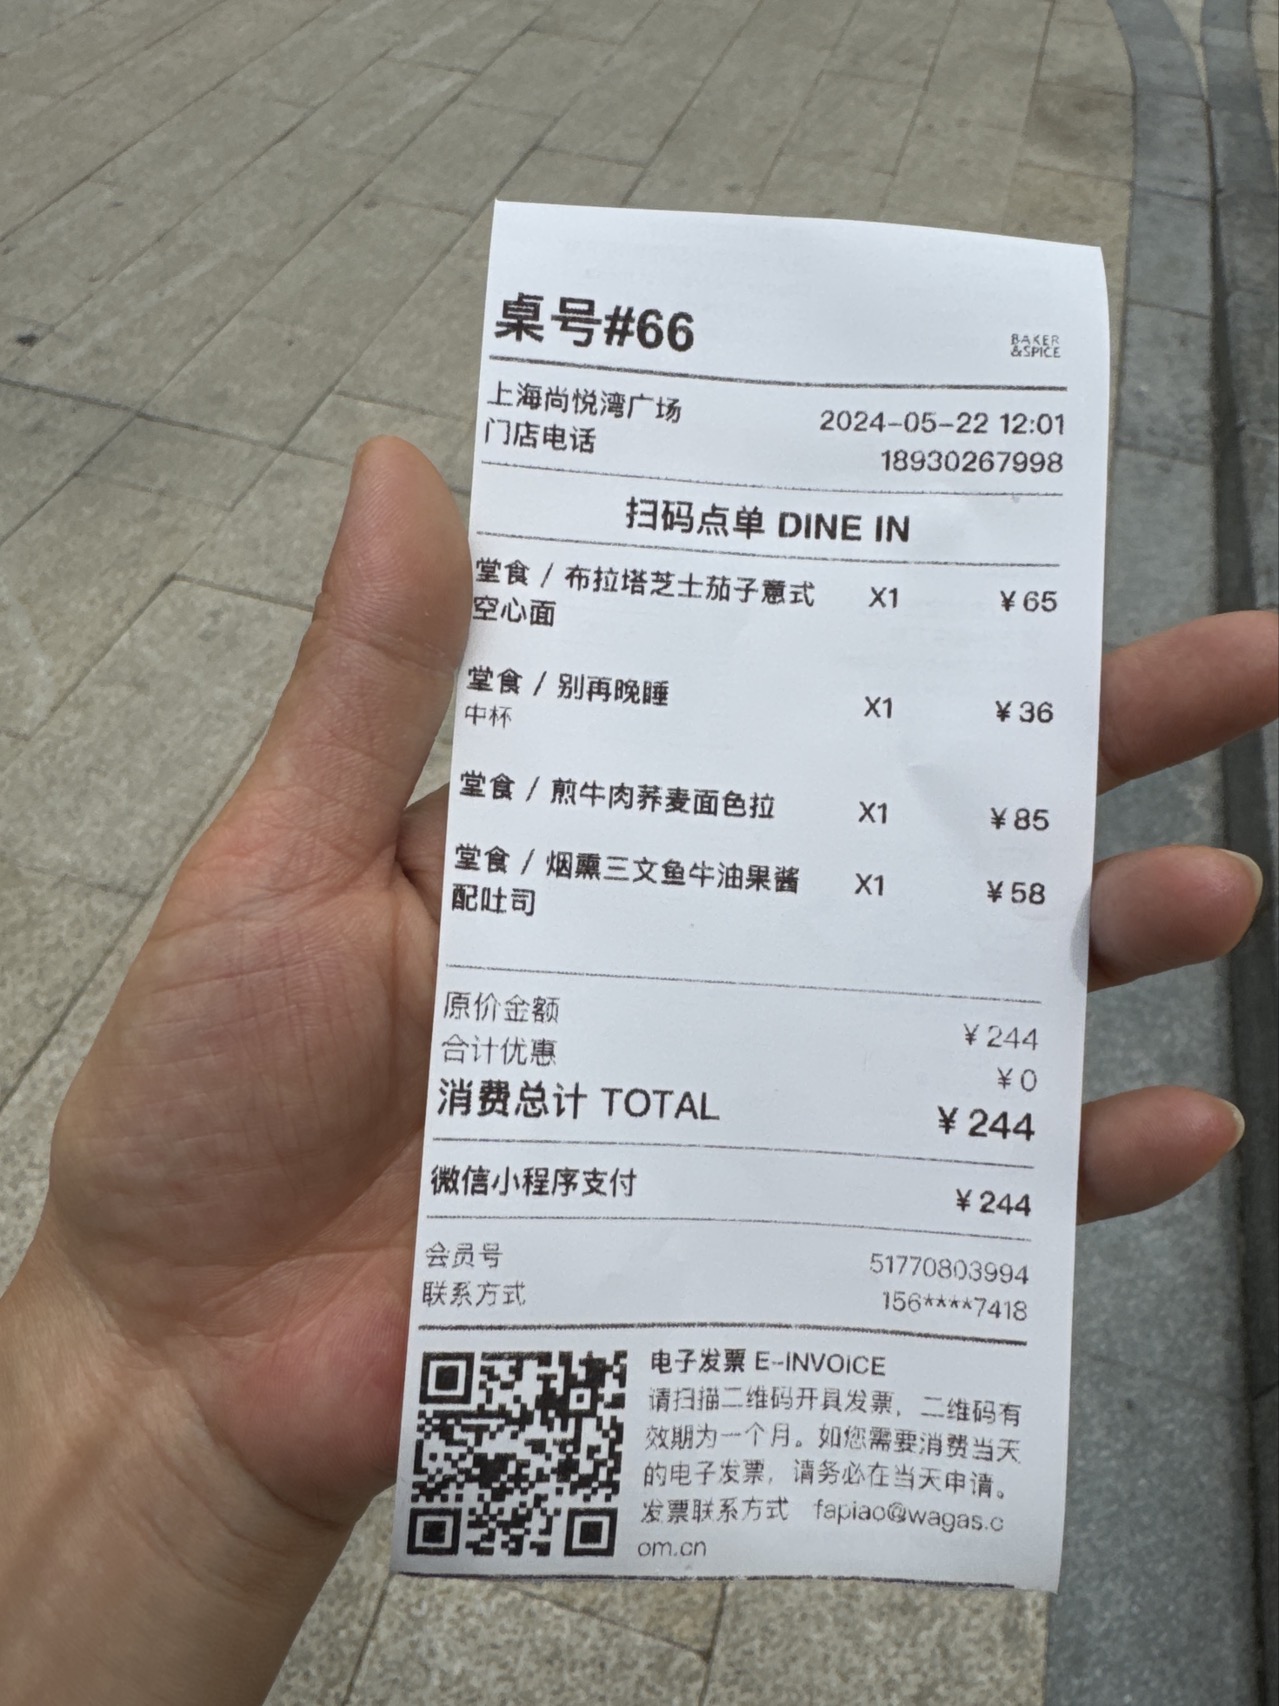 桌号#66
BAKER
&SPICE
上海尚悦湾广场 2024-05-22 12:01
门店电话 18930267998
扫码点单 DINE IN
堂食 / 布拉塔芝士茄子意式 X1 ¥65
空心面
堂食 / 别再晚睡 X1 ¥36
中杯
堂食 / 煎牛肉荞麦面色拉 X1 ¥85
堂食 / 烟熏三文鱼牛油果酱 X1 ¥58
配吐司
原价金额 ¥244
合计优惠 ¥0
消费总计 TOTAL ¥244
微信小程序支付 ¥244
会员号 51770803994
联系方式 156****7418
电子发票 E-INVOICE
请扫描二维码开具发票，二维码有
效期为一个月。如您需要消费当天
的电子发票，请务必在当天申请。
发票联系方式 fapiao@wagas.c
om.cn